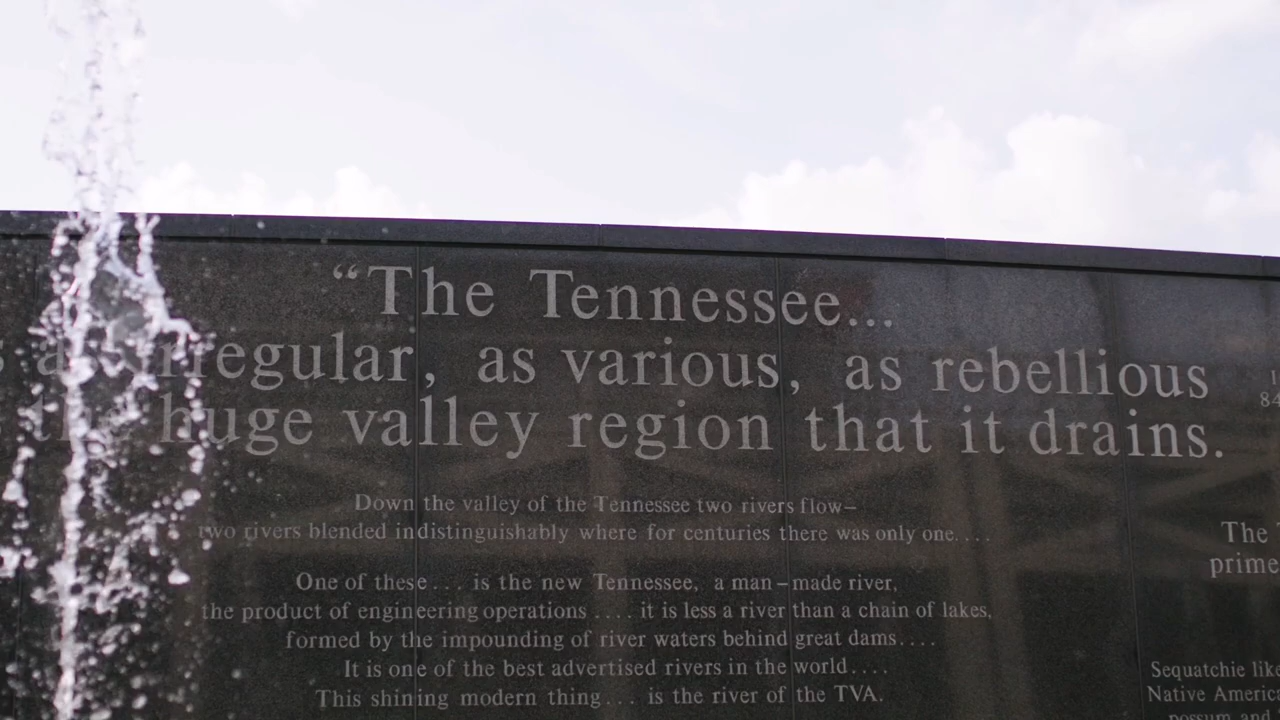 “The Tennessee...
irregular, as various, as rebellious
the huge valley region that it drains.
Down the valley of the Tennessee two rivers flow–
two rivers blended indistinguishably where for centuries there was only one....
One of these... is the new Tennessee, a man–made river,
the product of engineering operations .... it is less a river than a chain of lakes,
formed by the impounding of river waters behind great dams....
It is one of the best advertised rivers in the world....
This shining modern thing... is the river of the TVA.
84
The
prime
Sequatchie like
Native America
possum and